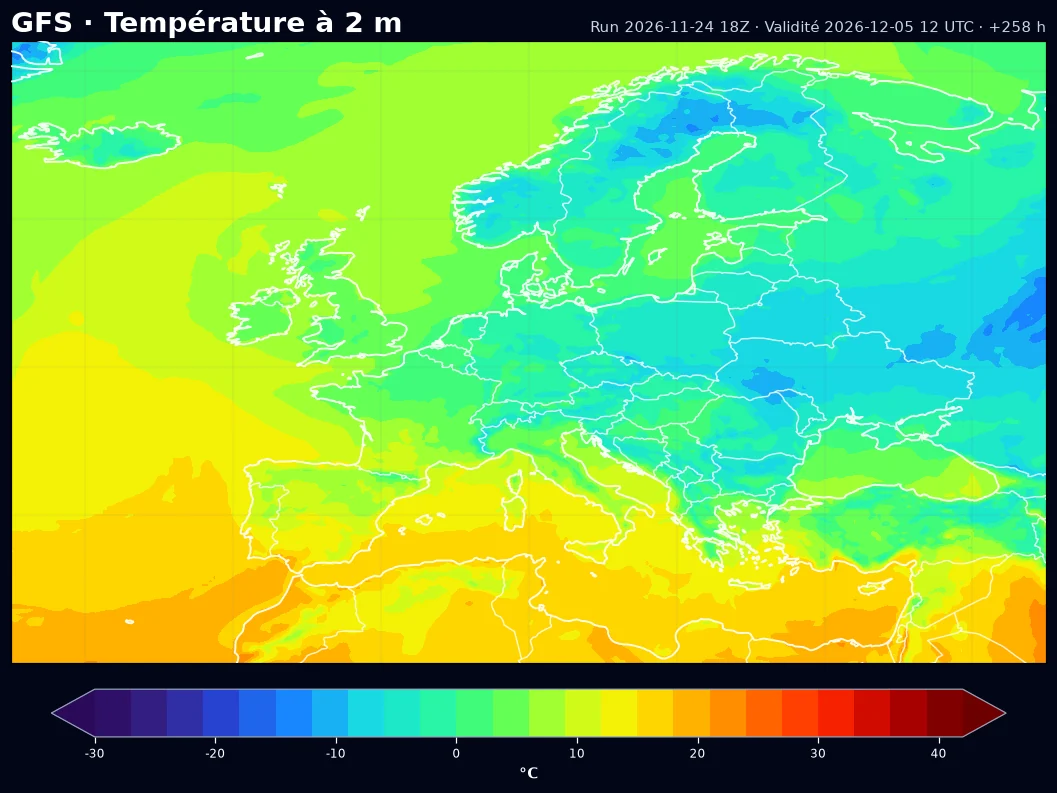 GFS · Température à 2 m
Run 2026-11-24 18Z · Validité 2026-12-05 12 UTC · +258 h
-30 -20 -10 0 10 20 30 40
°C